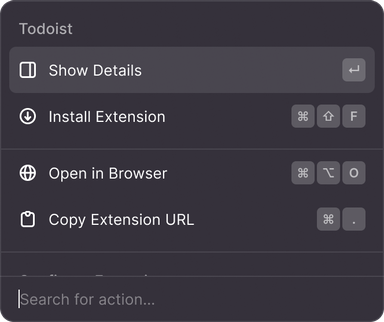 Todoist
Show Details ↵
Install Extension ⌘ ⇧ F
Open in Browser ⌘ ⌥ O
Copy Extension URL ⌘ .
Search for action...